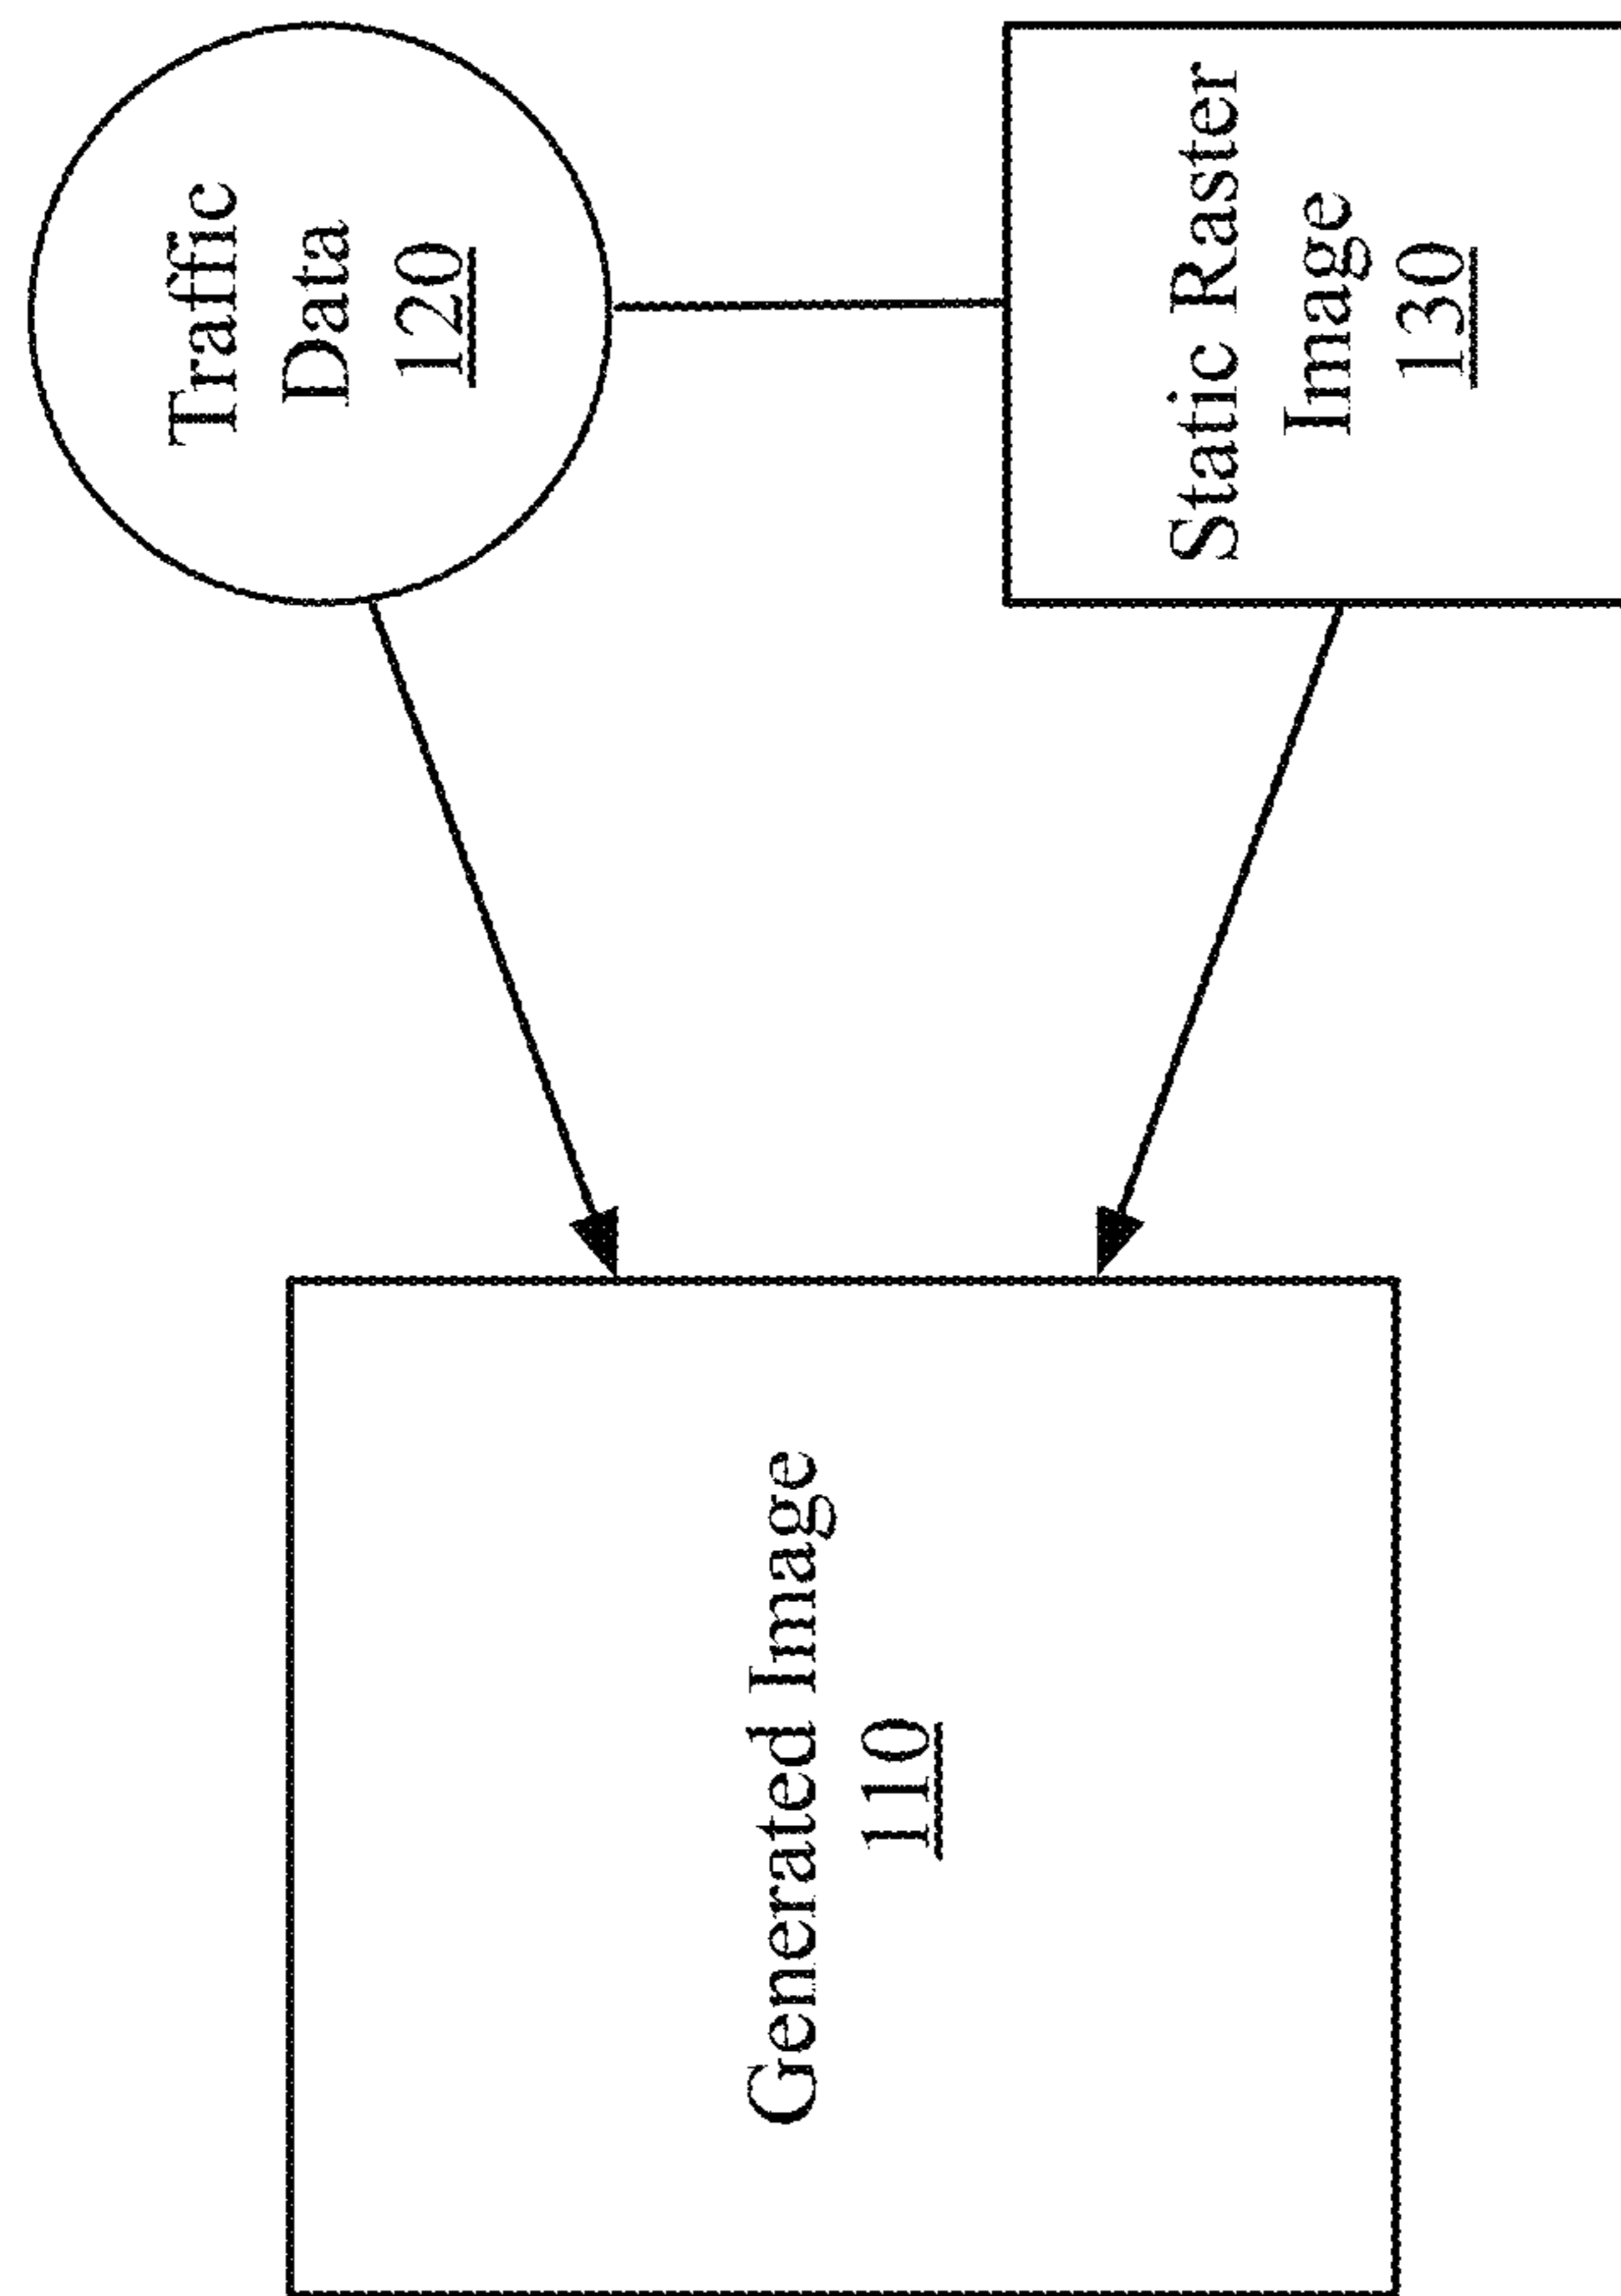 Traffic
Data
120
Static Raster
Image
130
Generated Image
110